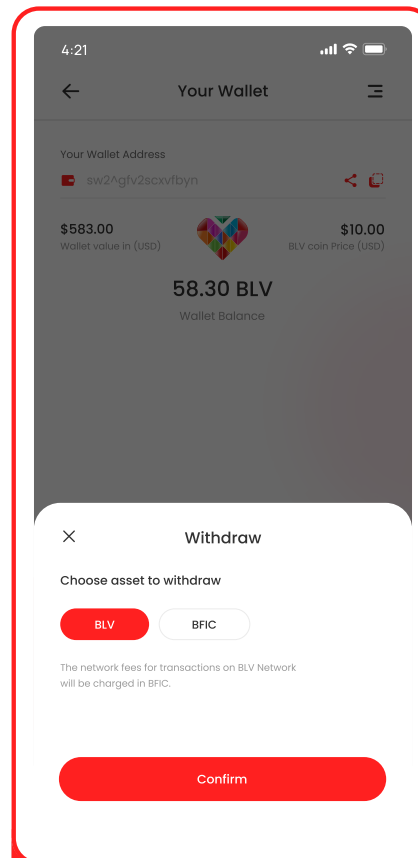 4:21
Your Wallet
Your Wallet Address
sw2^gfv2scxvfbyn
$583.00
Wallet value in (USD)
$10.00
BLV coin Price (USD)
58.30 BLV
Wallet Balance
Withdraw
Choose asset to withdraw
BLV
BFIC
The network fees for transactions on BLV Network
will be charged in BFIC.
Confirm